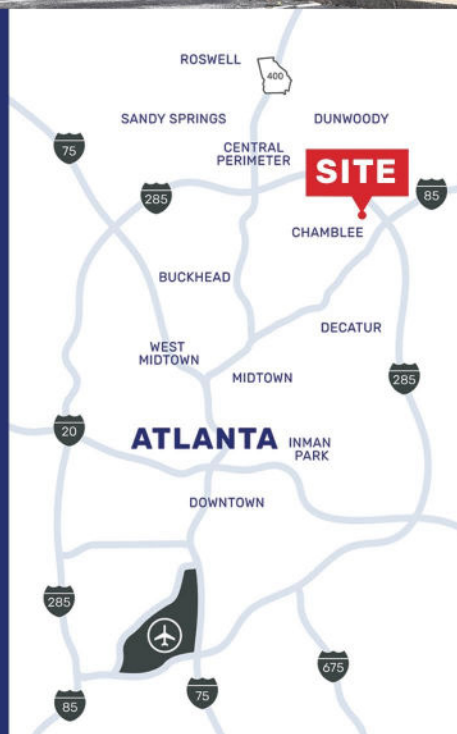 ROSWELL
400
SANDY SPRINGS
DUNWOODY
75
CENTRAL
PERIMETER
SITE
285
85
CHAMBLEE
BUCKHEAD
DECATUR
WEST
MIDTOWN
MIDTOWN
285
20
ATLANTA
INMAN
PARK
DOWNTOWN
285
675
85
75